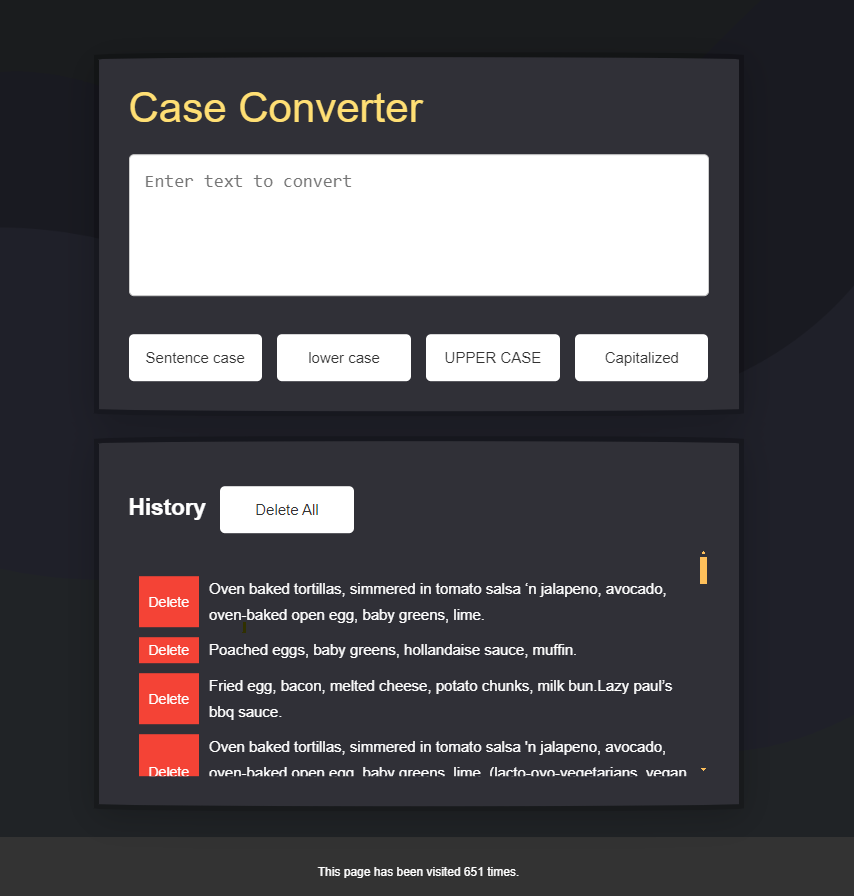 Case Converter
Enter text to convert
Sentence case
lower case
UPPER CASE
Capitalized
History
Delete All
Delete
Oven baked tortillas, simmered in tomato salsa ‘n jalapeno, avocado,
oven-baked open egg, baby greens, lime.
Delete
Poached eggs, baby greens, hollandaise sauce, muffin.
Delete
Fried egg, bacon, melted cheese, potato chunks, milk bun.Lazy paul’s
bbq sauce.
Delete
Oven baked tortillas, simmered in tomato salsa 'n jalapeno, avocado,
oven-baked open egg, baby greens, lime. (lacto-ovo-vegetarians, vegan
This page has been visited 651 times.